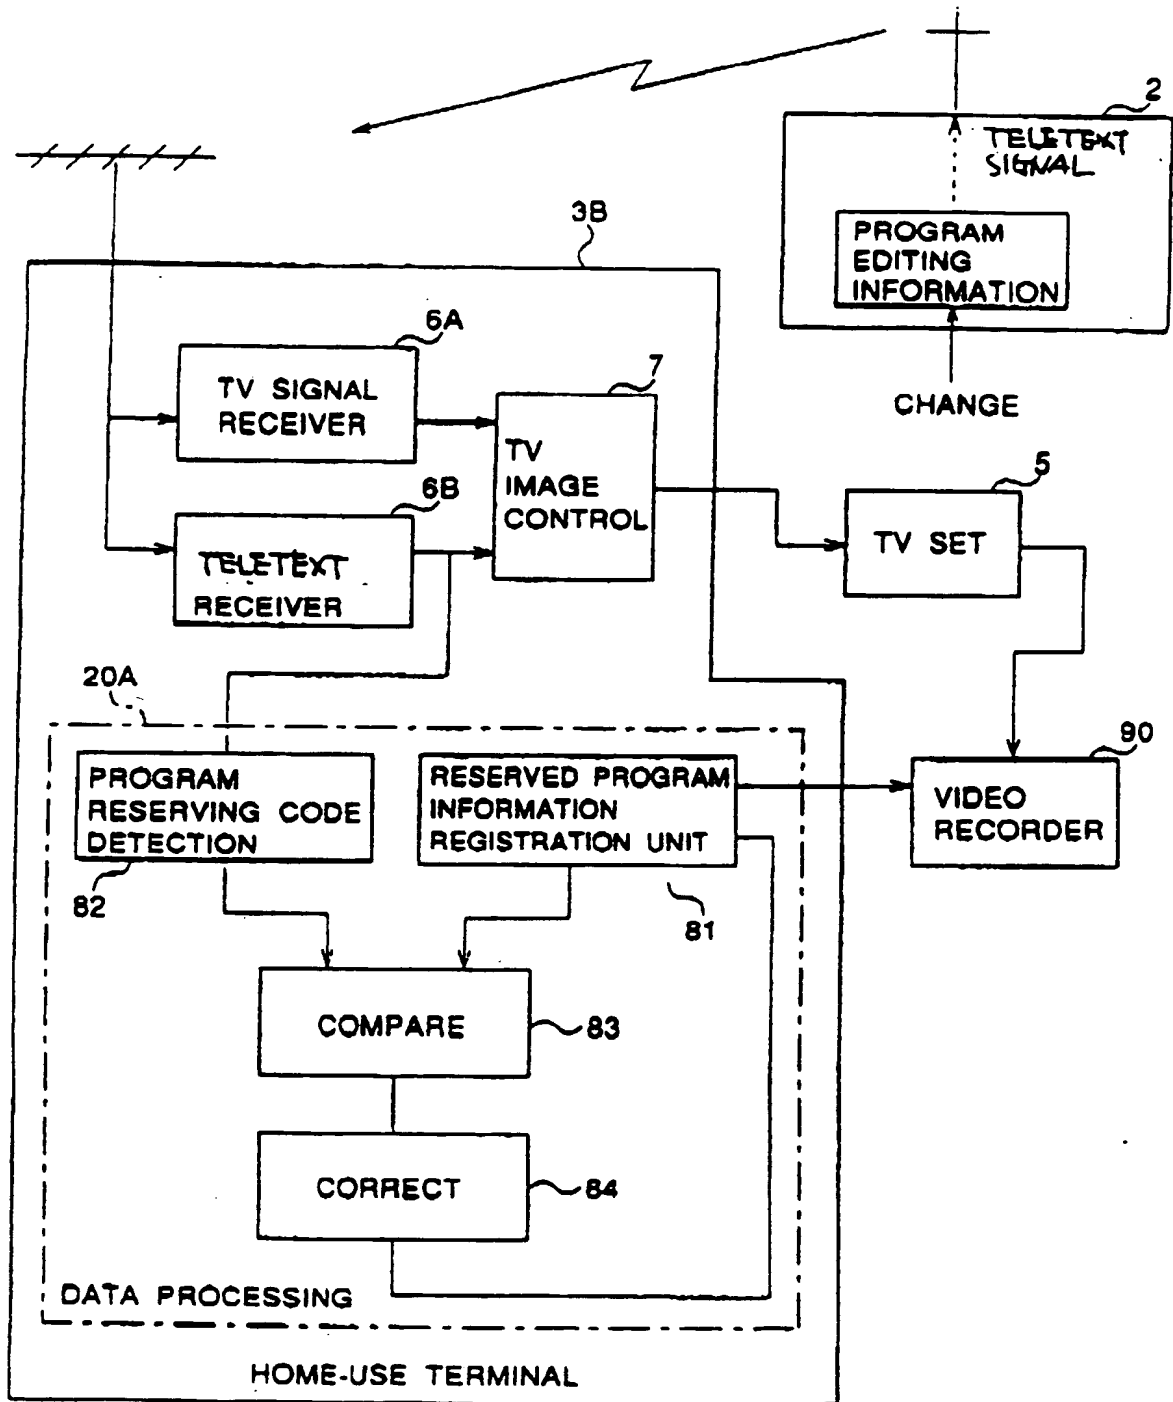 2
TELETEXT
SIGNAL
PROGRAM
EDITING
INFORMATION
CHANGE
3B
6A
TV SIGNAL
RECEIVER
7
TV
IMAGE
CONTROL
6B
TELETEXT
RECEIVER
5
TV SET
20A
PROGRAM
RESERVING CODE
DETECTION
82
RESERVED PROGRAM
INFORMATION
REGISTRATION UNIT
81
90
VIDEO
RECORDER
COMPARE
83
CORRECT
84
DATA PROCESSING
HOME-USE TERMINAL